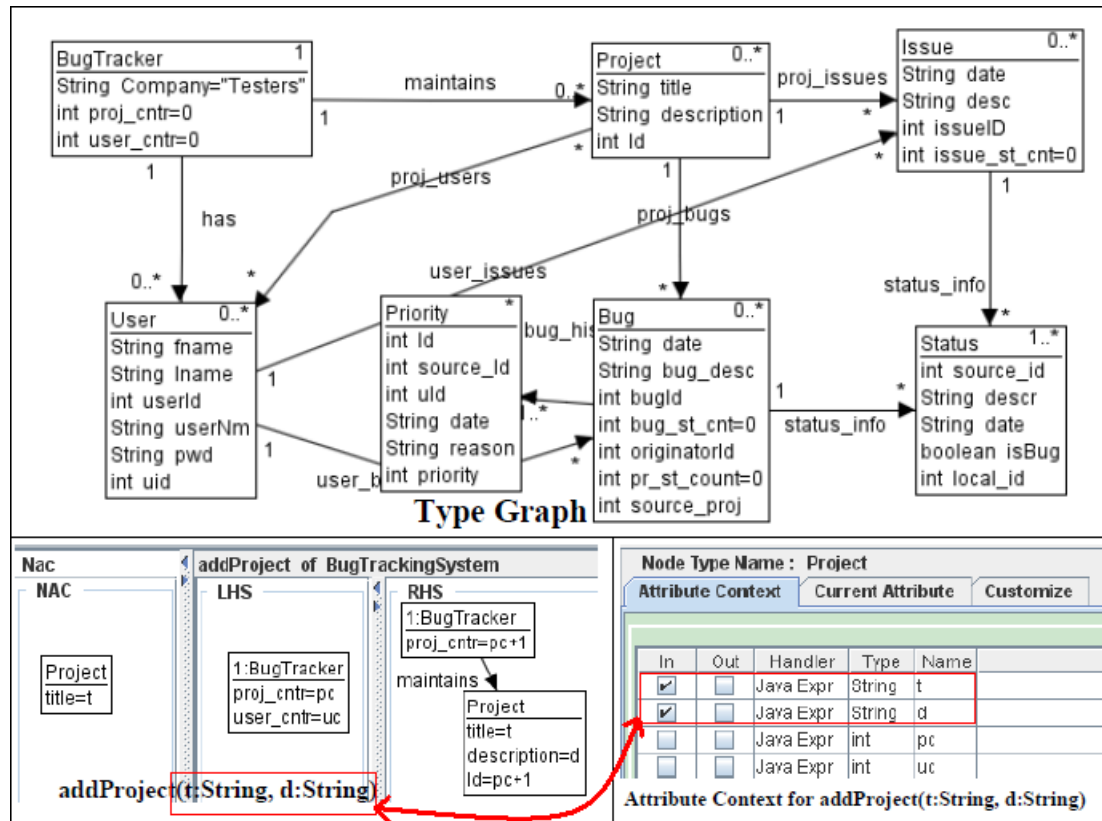 BugTracker 1
String Company="Testers"
int proj_cntr=0
int user_cntr=0
1
1
maintains
0..*
Project 0..*
String title
String description
int Id
*
1
1
proj_issues
*
*
Issue 0..*
String date
String desc
int issueID
int issue_st_cnt=0
1
has
0..*
proj_users
*
proj_bugs
*
user_issues
status_info
*
User 0..*
String fname
String lname
int userId
String userNm
String pwd
int uid
1
1
user_b
Priority *
int Id
int source_Id
int uId
String date
String reason
int priority
bug_his
1..*
*
Bug 0..*
String date
String bug_desc
int bugId
int bug_st_cnt=0
int originatorId
int pr_st_count=0
int source_proj
1
status_info
*
Status 1..*
int source_id
String descr
String date
boolean isBug
int local_id
Type Graph
Nac
NAC
Project
title=t
addProject of BugTrackingSystem
LHS
1:BugTracker
proj_cntr=pc
user_cntr=uc
RHS
1:BugTracker
proj_cntr=pc+1
maintains
Project
title=t
description=d
Id=pc+1
addProject(t:String, d:String)
Node Type Name : Project
Attribute Context Current Attribute Customize
In Out Handler Type Name
Java Expr String t
Java Expr String d
Java Expr int pc
Java Expr int uc
Attribute Context for addProject(t:String, d:String)